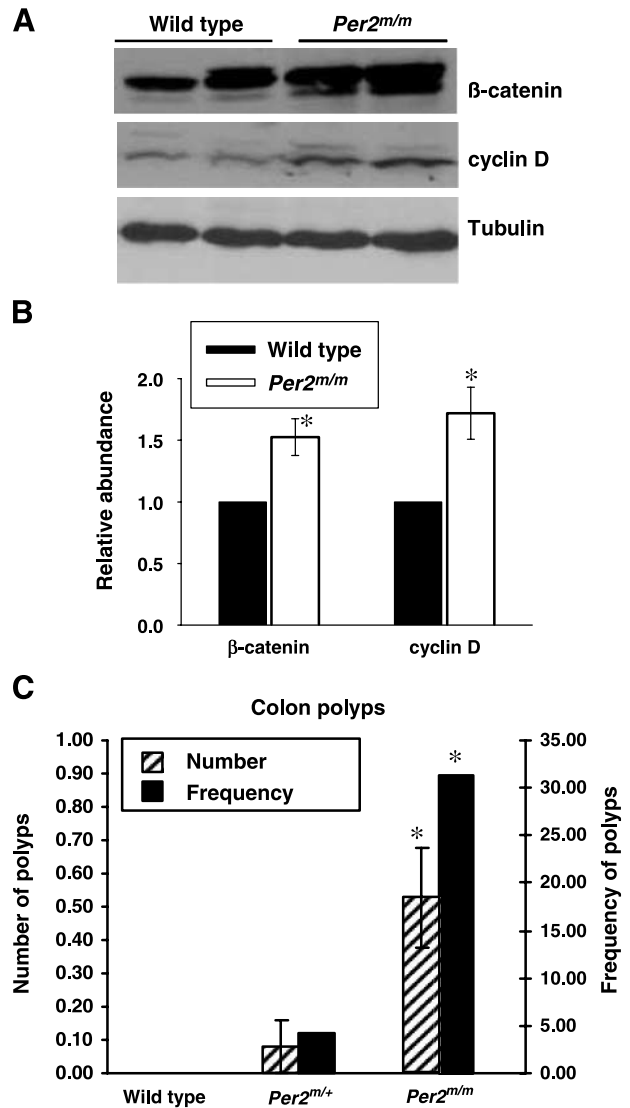 A
Wild type Per2m/m
ß-catenin
cyclin D
Tubulin
B
Wild type
Per2m/m
Relative abundance
2.0
1.5
1.0
0.5
0.0
*
*
β-catenin cyclin D
C
Colon polyps
Number
Frequency
Number of polyps
1.00
0.90
0.80
0.70
0.60
0.50
0.40
0.30
0.20
0.10
0.00
*
*
35.00
30.00
25.00
20.00
15.00
10.00
5.00
0.00
Frequency of polyps
Wild type Per2m/+ Per2m/m